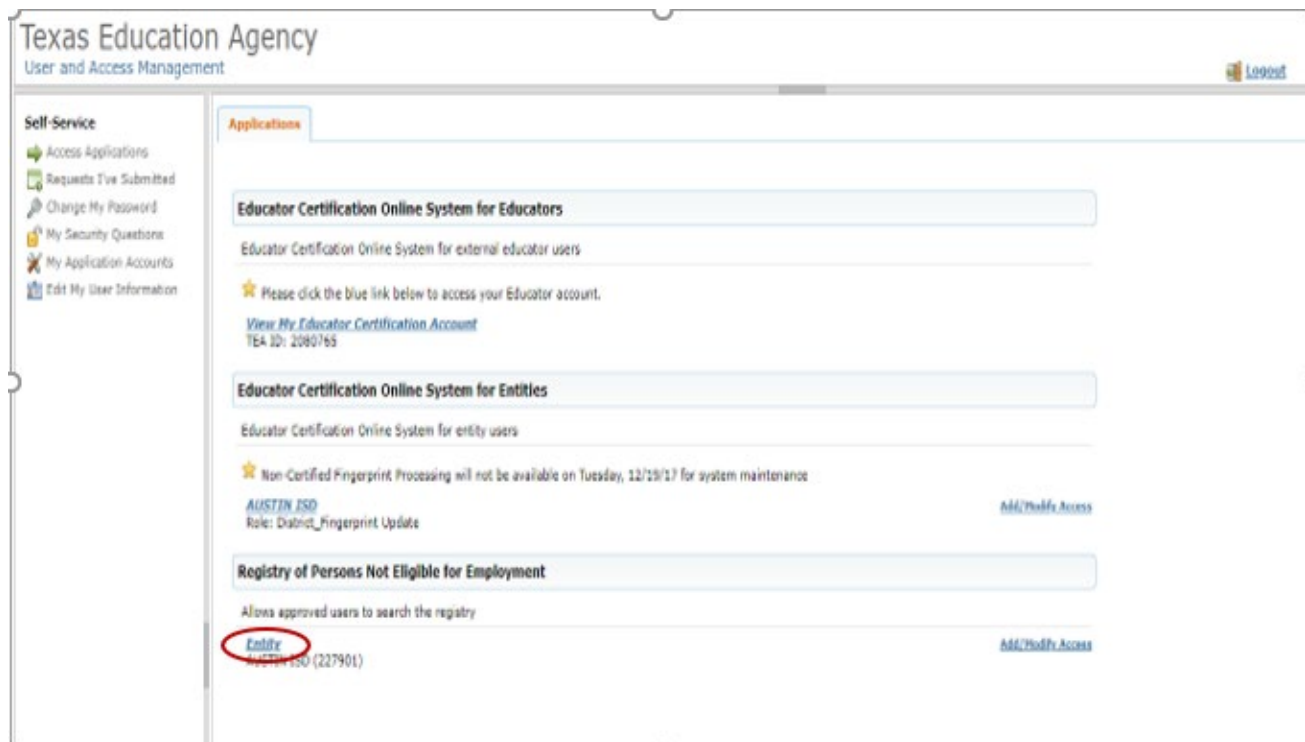 Texas Education Agency
User and Access Management
Logout
Self-Service
Access Applications
Requests I've Submitted
Change My Password
My Security Questions
My Application Accounts
Edit My User Information
Applications
Educator Certification Online System for Educators
Educator Certification Online System for external educator users
Please click the blue link below to access your Educator account.
View My Educator Certification Account
TEA ID: 2080765
Educator Certification Online System for Entities
Educator Certification Online System for entity users
Non-Certified Fingerprint Processing will not be available on Tuesday, 12/19/17 for system maintenance
AUSTIN ISD
Add/Modify Access
Role: District_Fingerprint Update
Registry of Persons Not Eligible for Employment
Allows approved users to search the registry
Entity
Add/Modify Access
AUSTIN ISD (227901)